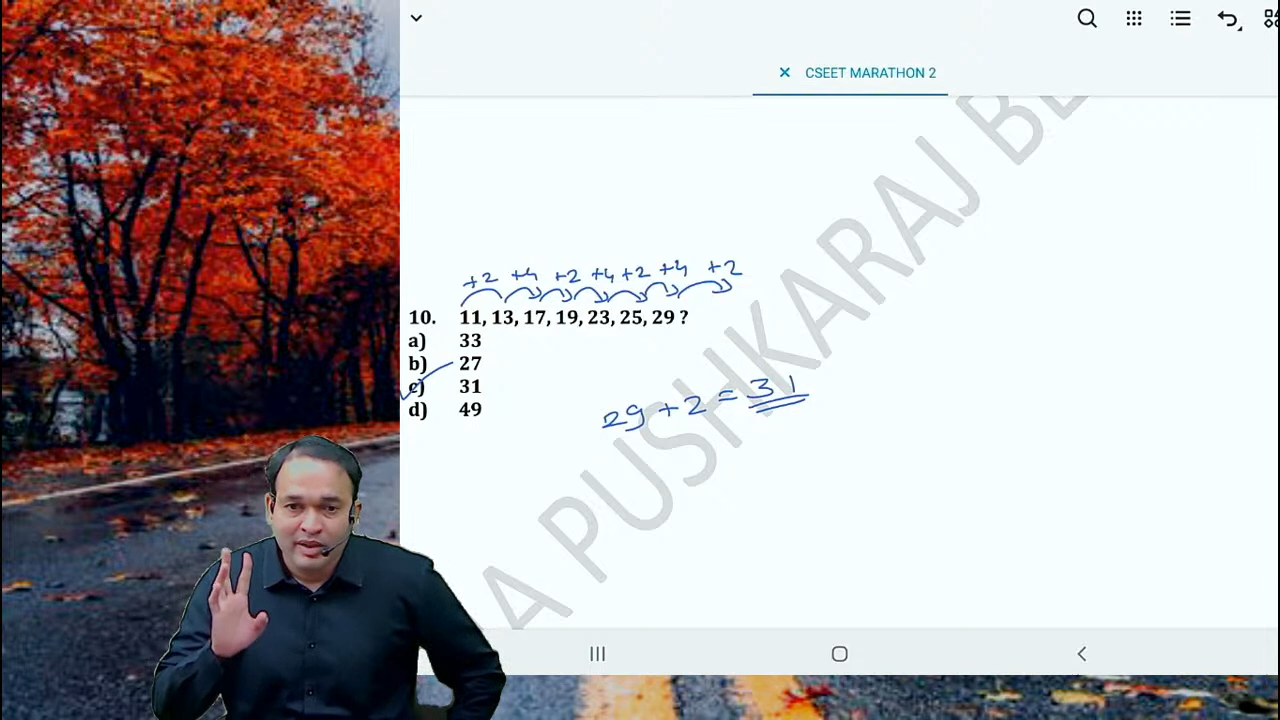 CSEET MARATHON 2
+2 +4 +2 +4 +2 +4 +2
10. 11, 13, 17, 19, 23, 25, 29 ?
a) 33
b) 27
c) 31
d) 49
29 + 2 = 31
A PUSHKARAJ BE